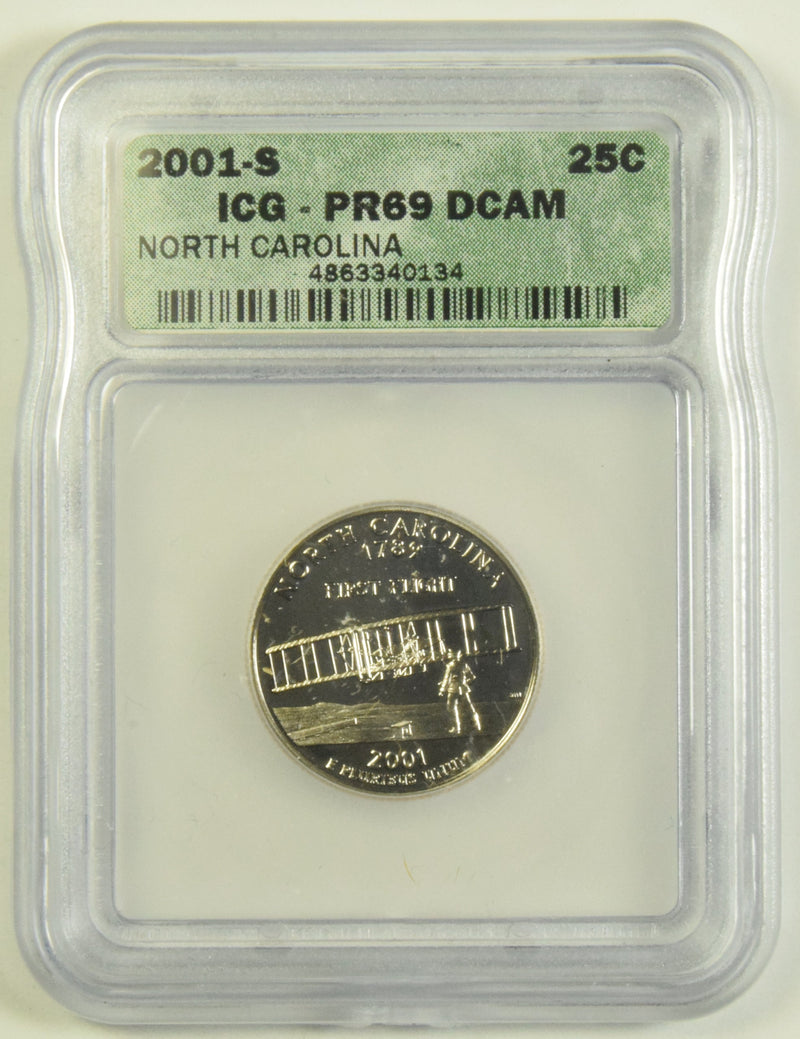 2001-S 25C
ICG - PR69 DCAM
NORTH CAROLINA
4863340134
NORTH CAROLINA
1789
FIRST FLIGHT
2001
E PLURIBUS UNUM